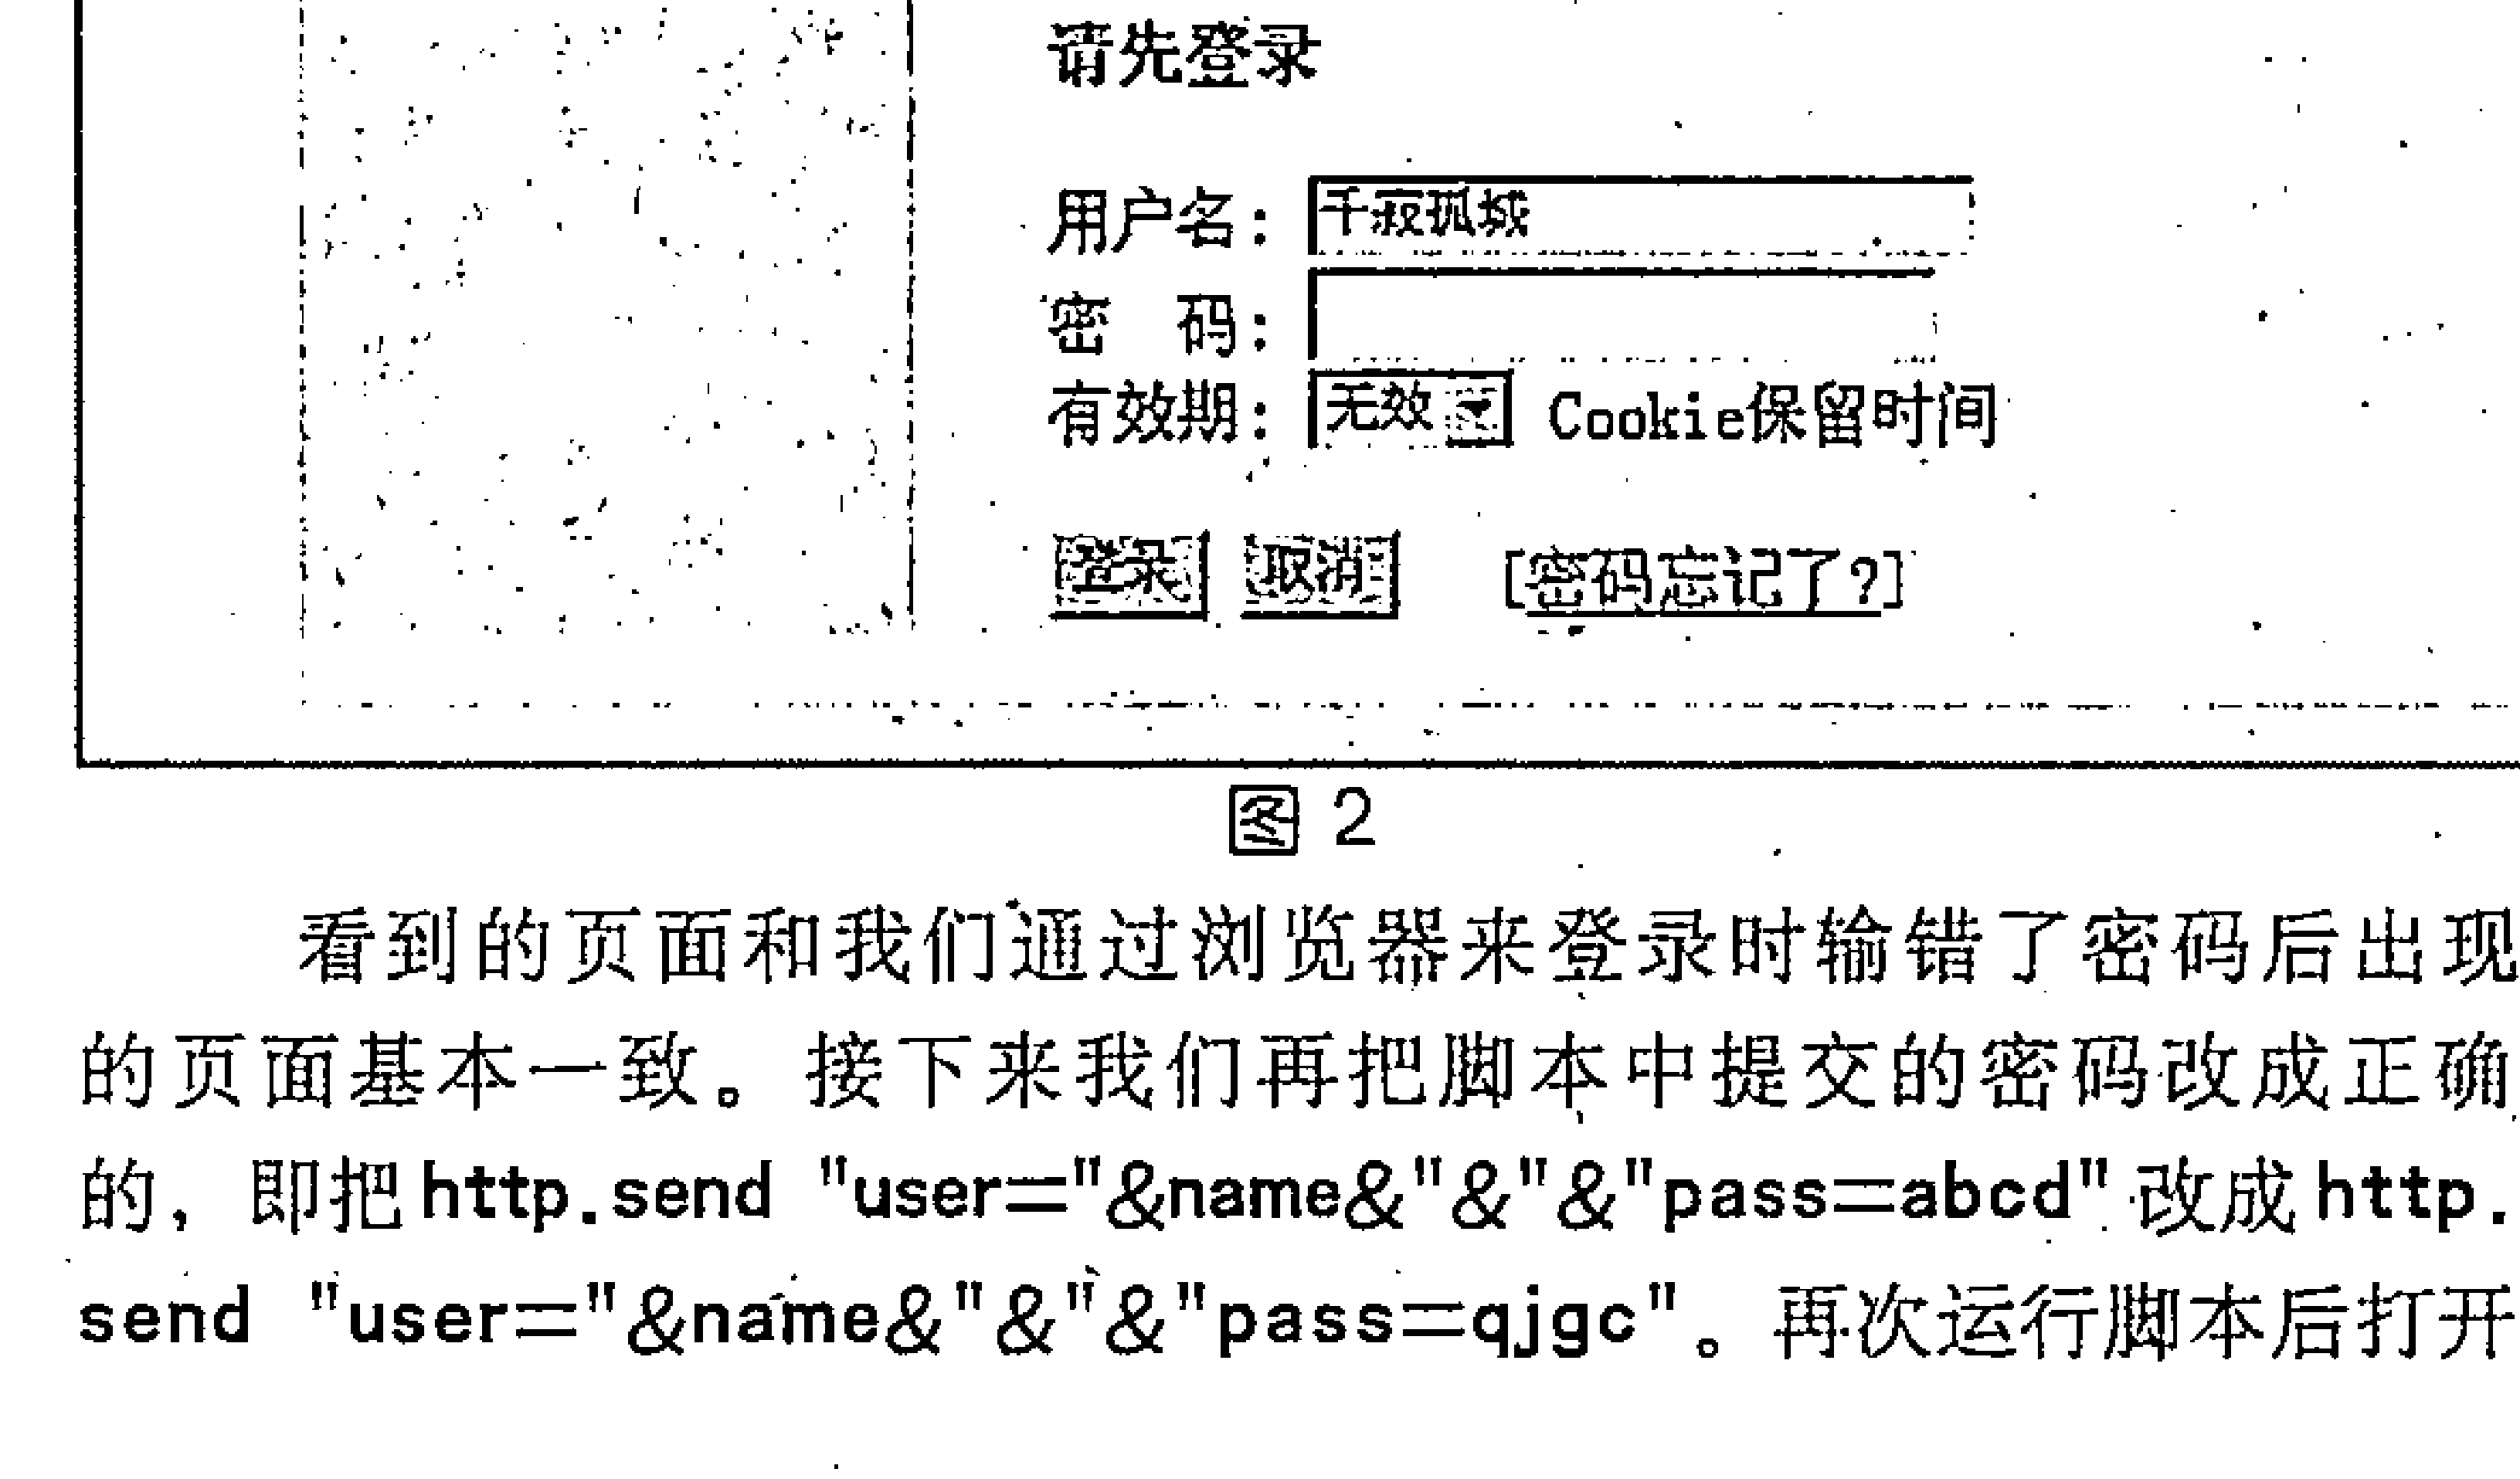 请先登录
用户名: 千寂孤城
密 码:
有效期: 无效 Cookie保留时间
登录 取消 [密码忘记了?]
图 2
看到的页面和我们通过浏览器来登录时输错了密码后出现
的页面基本一致。接下来我们再把脚本中提交的密码改成正确
的，即把http.send "user="&name&"&"&"pass=abcd"改成http.
send "user="&name&"&"&"pass=qjgc"。再次运行脚本后打开